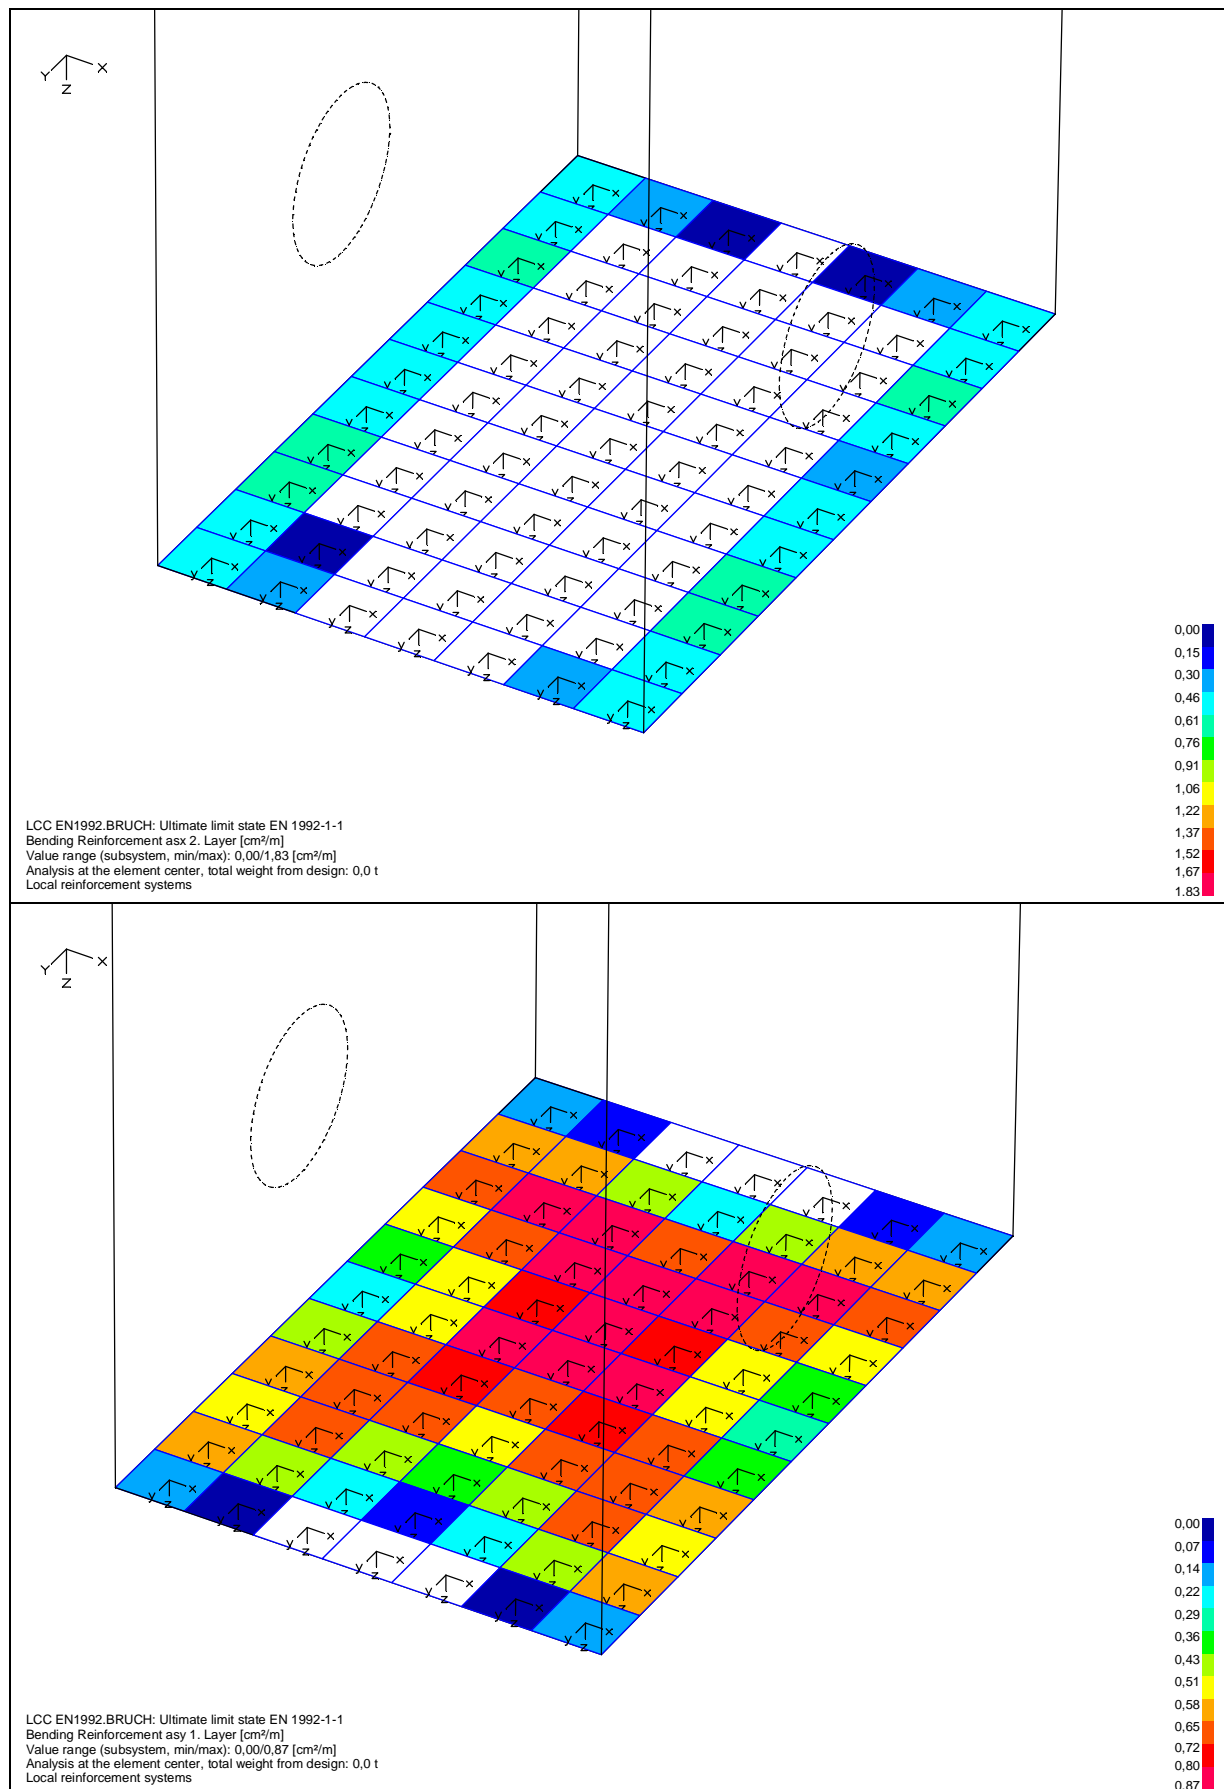 Y X
Z
0,00
0,15
0,30
0,46
0,61
0,76
0,91
1,06
1,22
1,37
1,52
1,67
1.83
LCC EN1992.BRUCH: Ultimate limit state EN 1992-1-1
Bending Reinforcement asx 2. Layer [cm²/m]
Value range (subsystem, min/max): 0,00/1,83 [cm²/m]
Analysis at the element center, total weight from design: 0,0 t
Local reinforcement systems
Y X
Z
0,00
0,07
0,14
0,22
0,29
0,36
0,43
0,51
0,58
0,65
0,72
0,80
0.87
LCC EN1992.BRUCH: Ultimate limit state EN 1992-1-1
Bending Reinforcement asy 1. Layer [cm²/m]
Value range (subsystem, min/max): 0,00/0,87 [cm²/m]
Analysis at the element center, total weight from design: 0,0 t
Local reinforcement systems